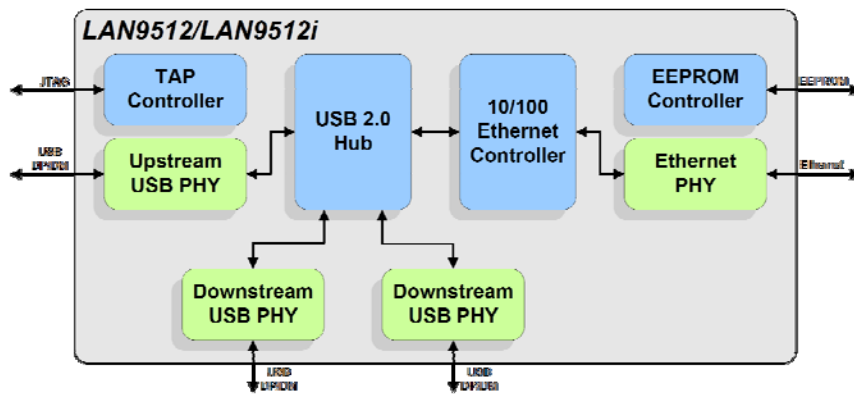 LAN9512/LAN9512i
JTAG
TAP
Controller
EEPROM
Controller
EEPROM
USB 2.0
Hub
10/100
Ethernet
Controller
USB
DP/DM
Upstream
USB PHY
Ethernet
PHY
Ethernet
Downstream
USB PHY
Downstream
USB PHY
USB
DP/DM
USB
DP/DM